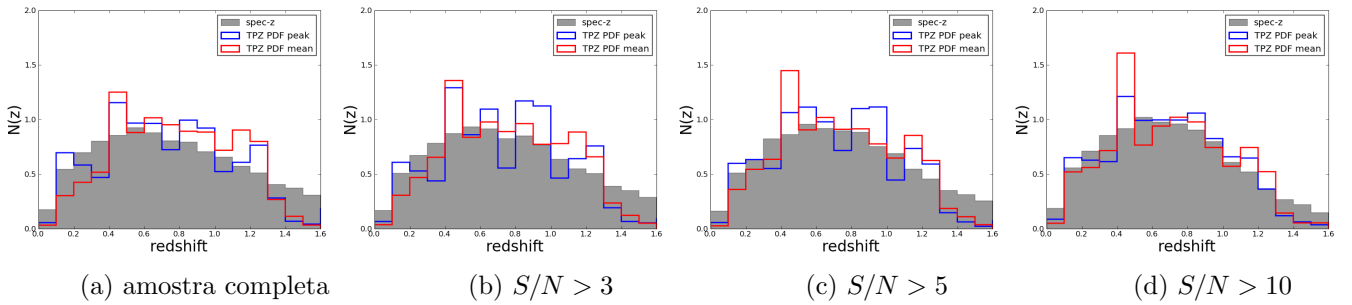 2.0
1.5
1.0
0.5
0.0
N(z)
0.0 0.2 0.4 0.6 0.8 1.0 1.2 1.4 1.6
redshift
spec-z
TPZ PDF peak
TPZ PDF mean
(a) amostra completa
2.0
1.5
1.0
0.5
0.0
N(z)
0.0 0.2 0.4 0.6 0.8 1.0 1.2 1.4 1.6
redshift
spec-z
TPZ PDF peak
TPZ PDF mean
(b) S/N > 3
2.0
1.5
1.0
0.5
0.0
N(z)
0.0 0.2 0.4 0.6 0.8 1.0 1.2 1.4 1.6
redshift
spec-z
TPZ PDF peak
TPZ PDF mean
(c) S/N > 5
2.0
1.5
1.0
0.5
0.0
N(z)
0.0 0.2 0.4 0.6 0.8 1.0 1.2 1.4 1.6
redshift
spec-z
TPZ PDF peak
TPZ PDF mean
(d) S/N > 10